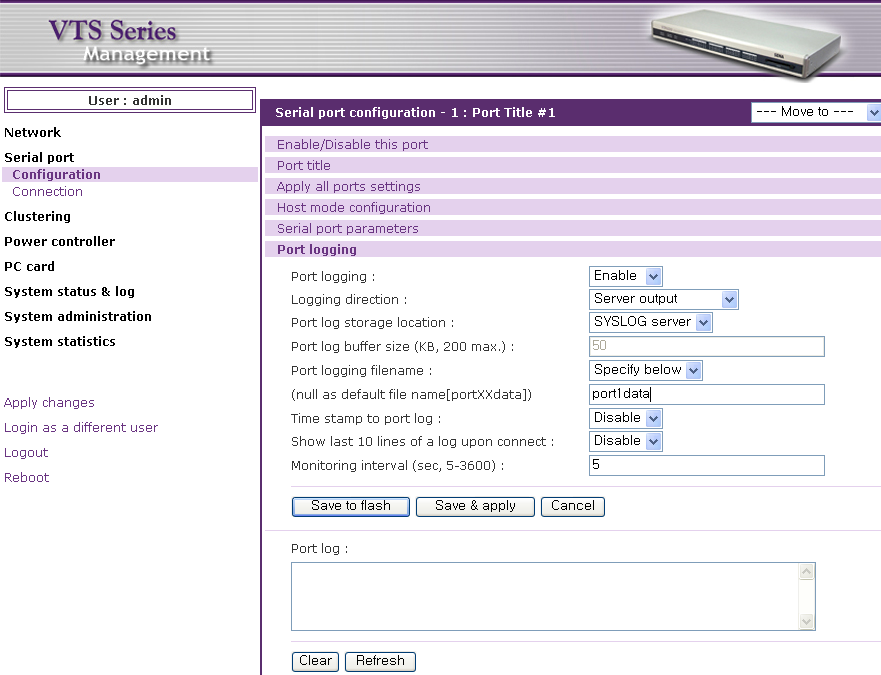 VTS Series
Management
User : admin
Network
Serial port
Configuration
Connection
Clustering
Power controller
PC card
System status & log
System administration
System statistics
Apply changes
Login as a different user
Logout
Reboot
Serial port configuration - 1 : Port Title #1
--- Move to ---
Enable/Disable this port
Port title
Apply all ports settings
Host mode configuration
Serial port parameters
Port logging
Port logging : Enable
Logging direction : Server output
Port log storage location : SYSLOG server
Port log buffer size (KB, 200 max.) : 50
Port logging filename : Specify below
(null as default file name[portXXdata]) port1data
Time stamp to port log : Disable
Show last 10 lines of a log upon connect : Disable
Monitoring interval (sec, 5-3600) : 5
Save to flash Save & apply Cancel
Port log :
Clear Refresh